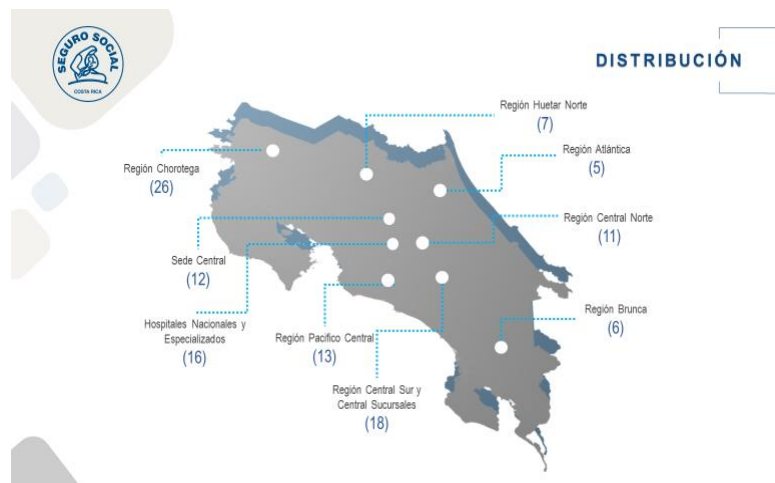 SEGURO SOCIAL
COSTA RICA
DISTRIBUCIÓN
Región Huetar Norte
(7)
Región Atlántica
(5)
Región Chorotega
(26)
Región Central Norte
(11)
Sede Central
(12)
Región Brunca
(6)
Hospitales Nacionales y
Especializados
(16)
Región Pacifico Central
(13)
Región Central Sur y
Central Sucursales
(18)